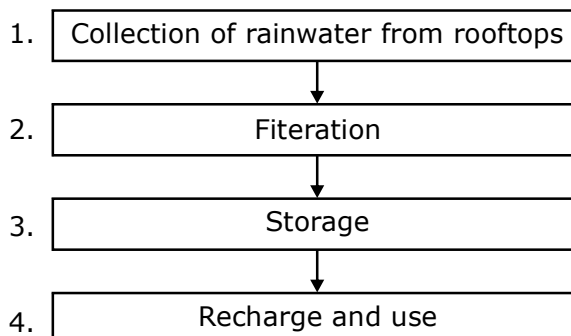 1. Collection of rainwater from rooftops
2. Fiteration
3. Storage
4. Recharge and use